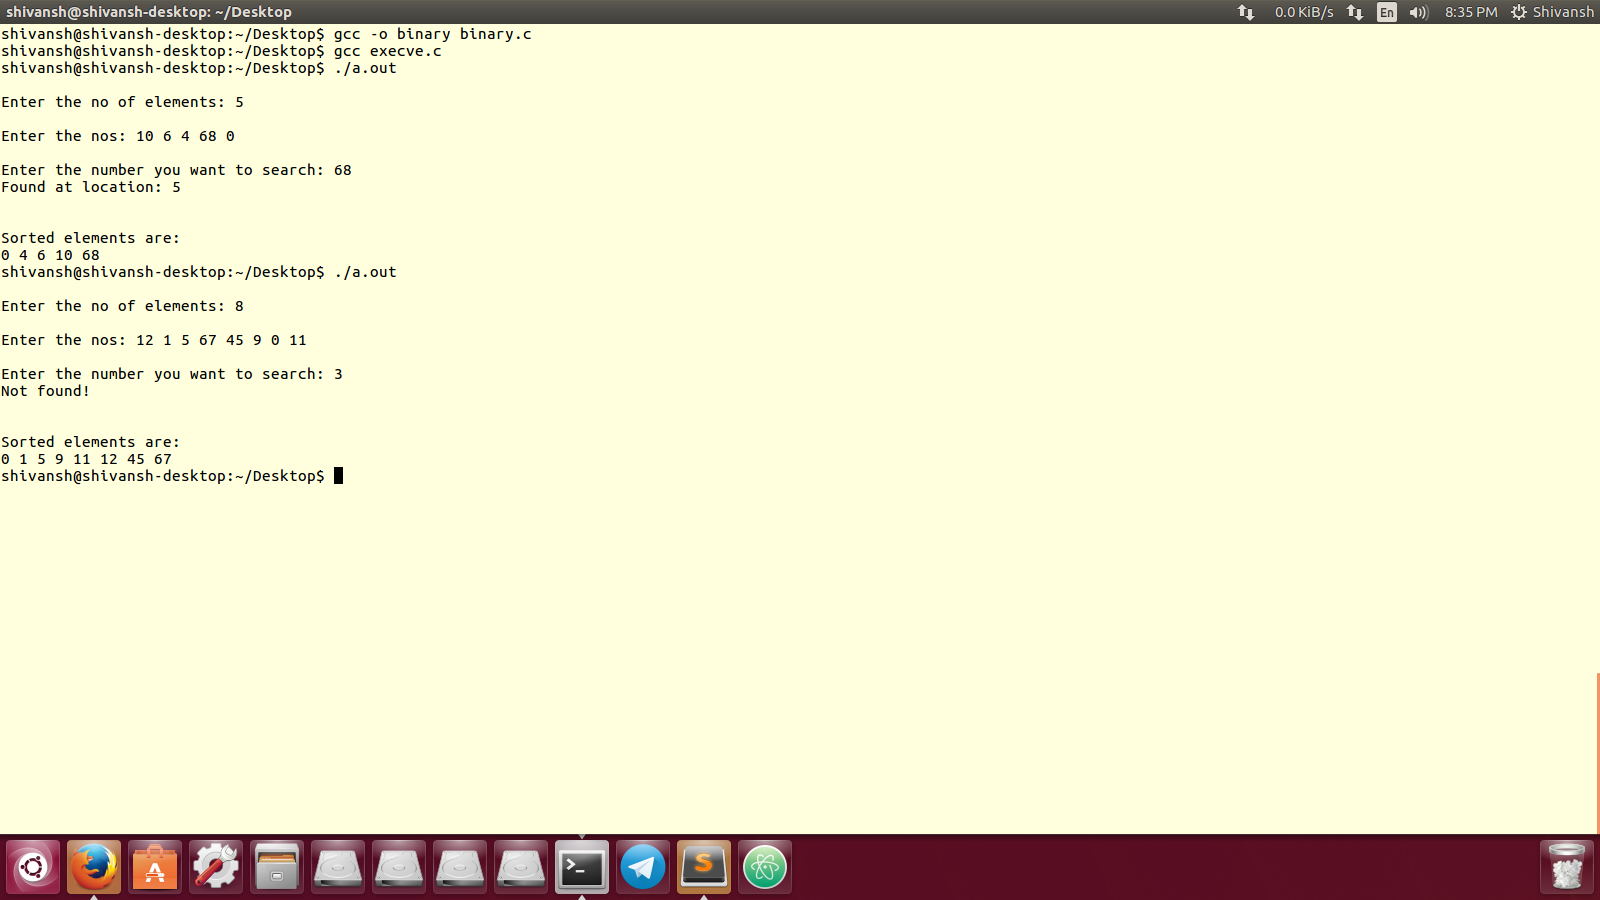 shivansh@shivansh-desktop: ~/Desktop
0.0 KiB/s En 8:35 PM Shivansh
shivansh@shivansh-desktop:~/Desktop$ gcc -o binary binary.c
shivansh@shivansh-desktop:~/Desktop$ gcc execve.c
shivansh@shivansh-desktop:~/Desktop$ ./a.out
Enter the no of elements: 5
Enter the nos: 10 6 4 68 0
Enter the number you want to search: 68
Found at location: 5
Sorted elements are:
0 4 6 10 68
shivansh@shivansh-desktop:~/Desktop$ ./a.out
Enter the no of elements: 8
Enter the nos: 12 1 5 67 45 9 0 11
Enter the number you want to search: 3
Not found!
Sorted elements are:
0 1 5 9 11 12 45 67
shivansh@shivansh-desktop:~/Desktop$